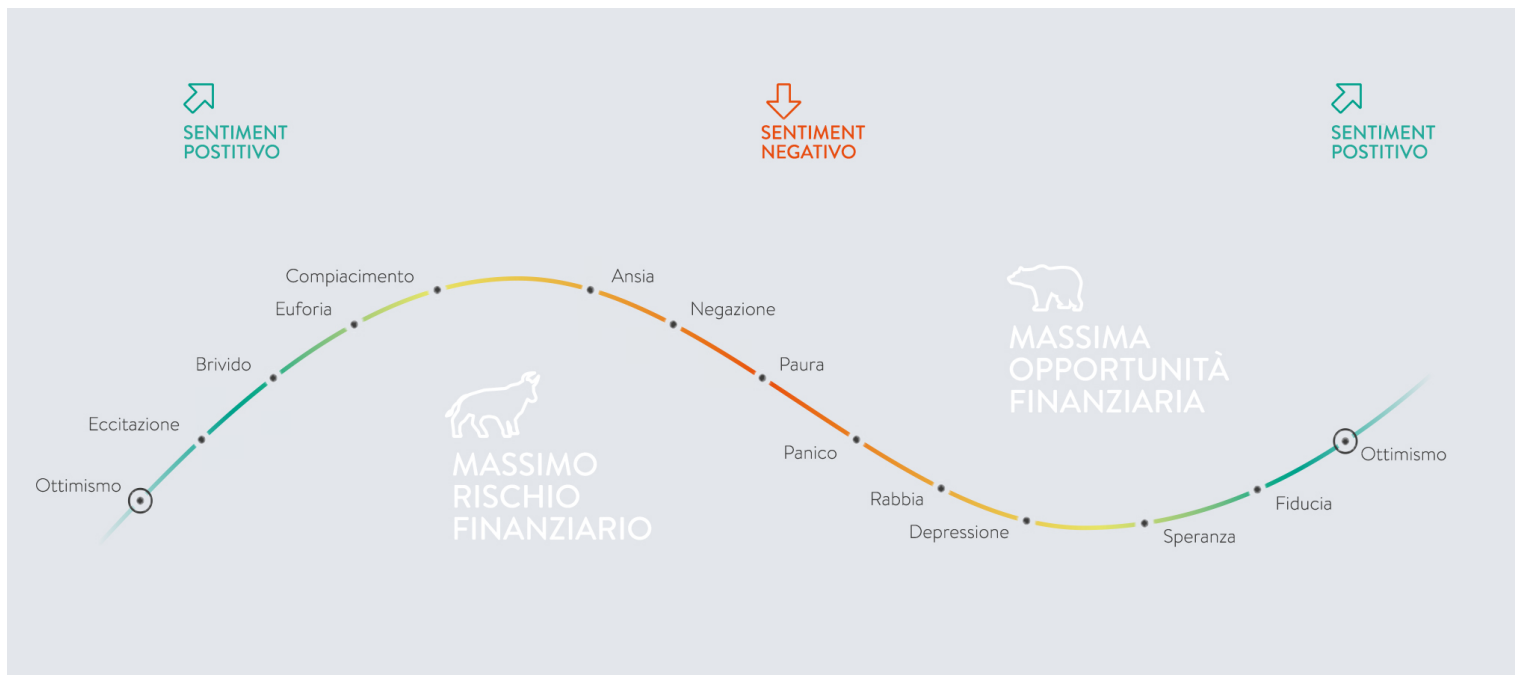 SENTIMENT
POSTITIVO
SENTIMENT
NEGATIVO
SENTIMENT
POSTITIVO
Compiacimento
Euforia
Brivido
Eccitazione
Ottimismo
MASSIMO
RISCHIO
FINANZIARIO
Ansia
Negazione
Paura
Panico
Rabbia
Depressione
MASSIMA
OPPORTUNITÀ
FINANZIARIA
Speranza
Fiducia
Ottimismo